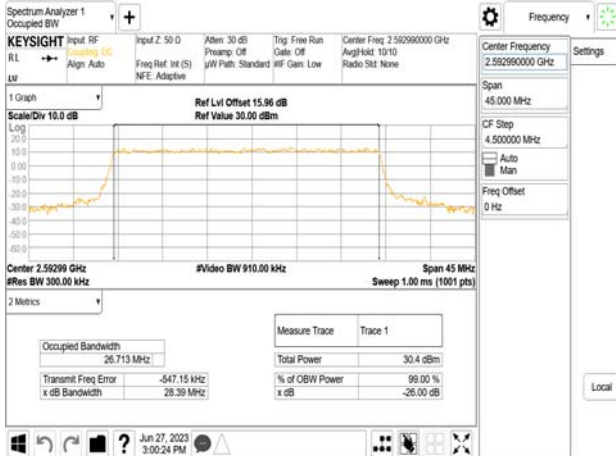 Spectrum Analyzer 1
Occupied BW
Frequency
KEYSIGHT
Input: RF
Coupling: DC
Align: Auto
RL
Input Z: 50 Ω
Freq Ref: Int (S)
NFE: Adaptive
Atten: 30 dB
Preamp: Off
µW Path: Standard
Trig: Free Run
Gate: Off
#IF Gain: Low
Center Freq: 2.592990000 GHz
Avg|Hold: 10/10
Radio Std: None
Center Frequency
2.592990000 GHz
Settings
Span
45.000 MHz
CF Step
4.500000 MHz
Auto
Man
Freq Offset
0 Hz
Local
1 Graph
Scale/Div 10.0 dB
Ref Lvl Offset 15.96 dB
Ref Value 30.00 dBm
Log
20.0
10.0
0.00
-10.0
-20.0
-30.0
-40.0
-50.0
-60.0
Center 2.59299 GHz
#Res BW 300.00 kHz
#Video BW 910.00 kHz
Span 45 MHz
Sweep 1.00 ms (1001 pts)
2 Metrics
Measure Trace Trace 1
Occupied Bandwidth
26.713 MHz
Total Power 30.4 dBm
Transmit Freq Error -547.15 kHz
% of OBW Power 99.00 %
x dB Bandwidth 28.39 MHz
x dB -26.00 dB
Jun 27, 2023
3:00:24 PM